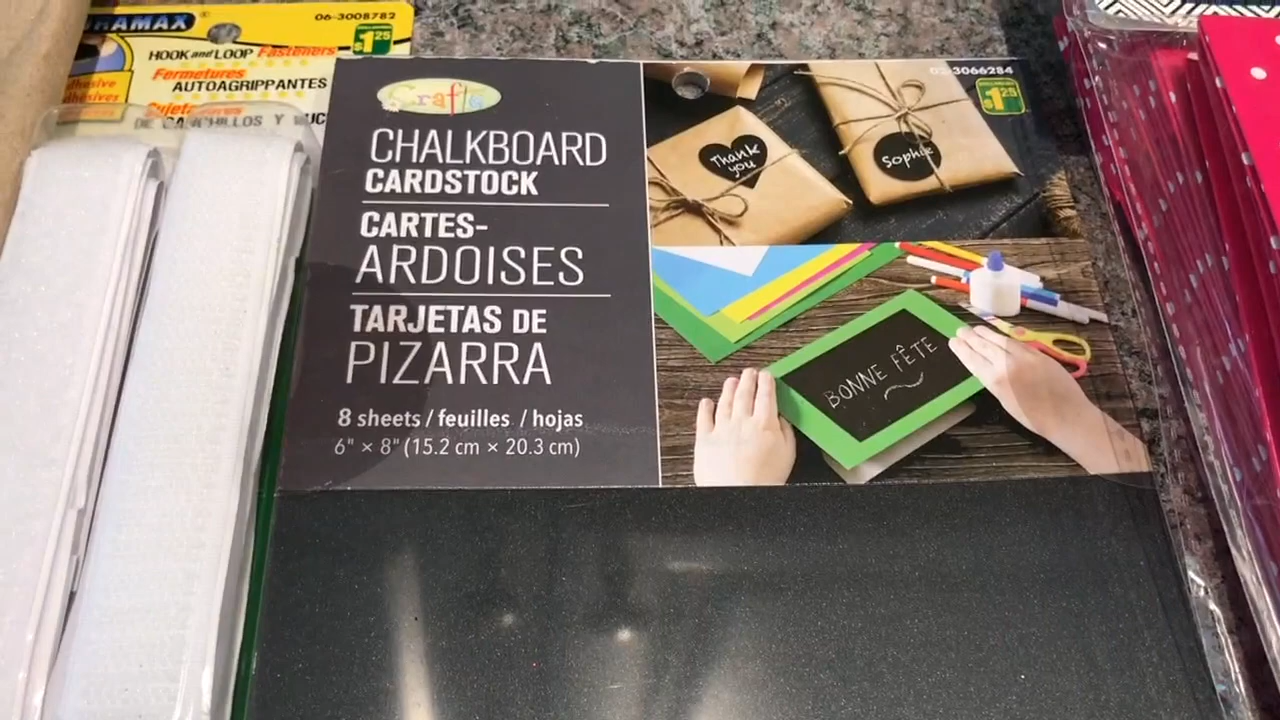 06-3008782
$1.25
HOOK and LOOP Fasteners
Fermetures
AUTOAGRIPPANTES
Crafts
CHALKBOARD
CARDSTOCK
CARTES-
ARDOISES
TARJETAS DE
PIZARRA
8 sheets / feuilles / hojas
6" × 8" (15.2 cm × 20.3 cm)
3066284
$1.25
Thank
you
Sophie
BONNE FÊTE